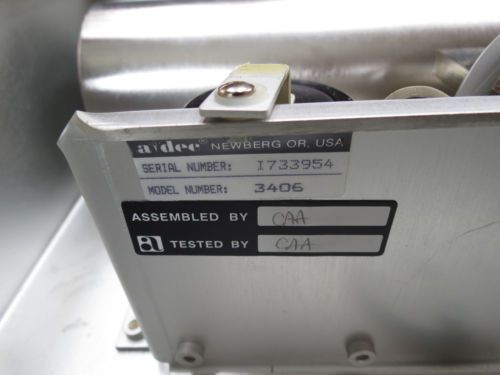 a·dec® NEWBERG OR, USA
SERIAL NUMBER: I733954
MODEL NUMBER: 3406
ASSEMBLED BY CAA
a TESTED BY CAA